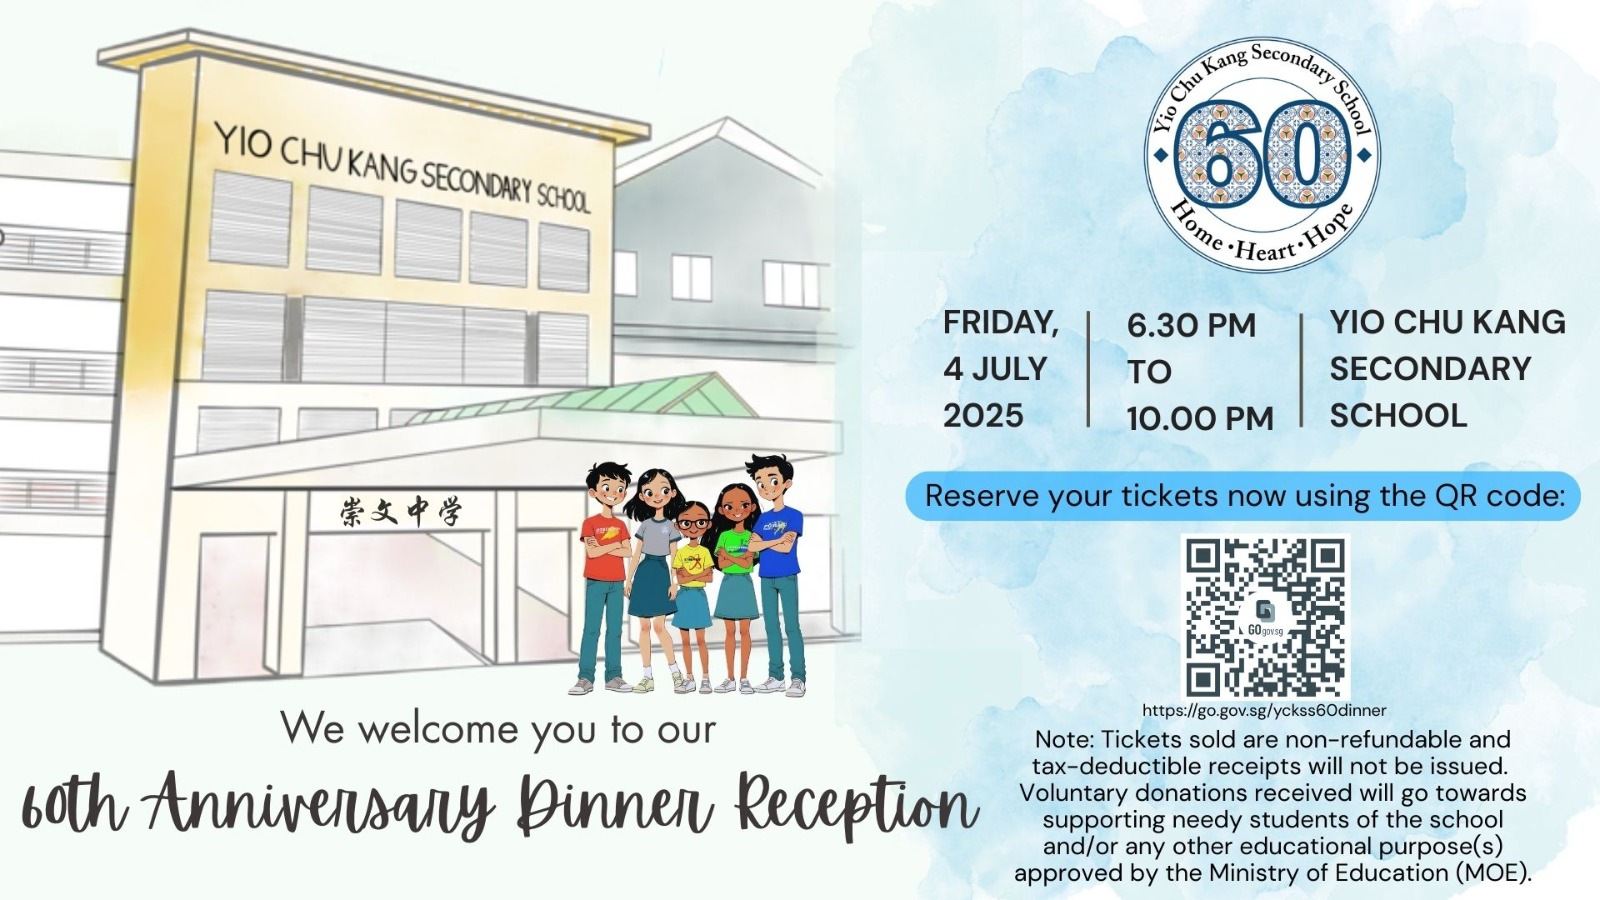 YIO CHU KANG SECONDARY SCHOOL
崇文中学
We welcome you to our
60th Anniversary Dinner Reception
Yio Chu Kang Secondary School
60
Home • Heart • Hope
FRIDAY,
4 JULY
2025
6.30 PM
TO
10.00 PM
YIO CHU KANG
SECONDARY
SCHOOL
Reserve your tickets now using the QR code:
GOgov.sg
https://go.gov.sg/yckss60dinner
Note: Tickets sold are non-refundable and
tax-deductible receipts will not be issued.
Voluntary donations received will go towards
supporting needy students of the school
and/or any other educational purpose(s)
approved by the Ministry of Education (MOE).